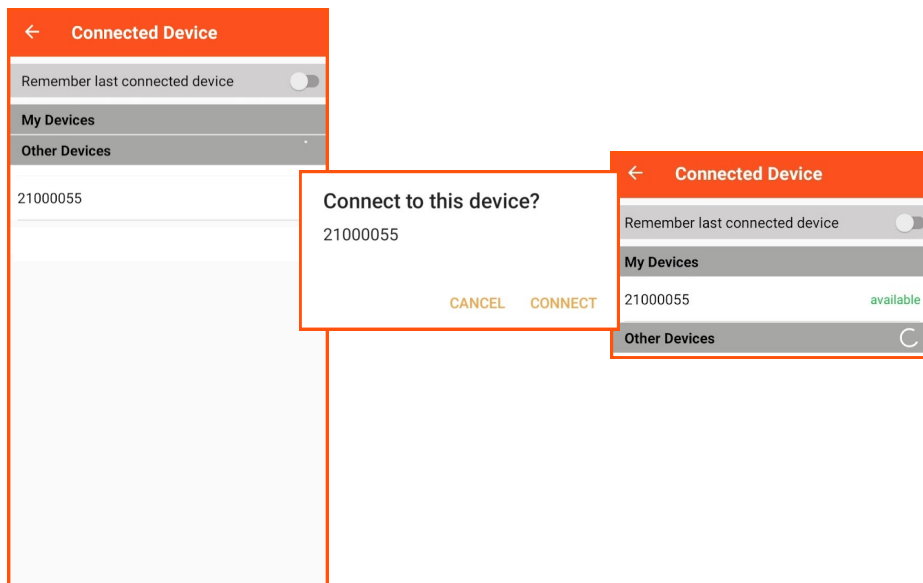 Connected Device
Remember last connected device
My Devices
Other Devices
21000055
Connect to this device?
21000055
CANCEL CONNECT
Connected Device
Remember last connected device
My Devices
21000055 available
Other Devices